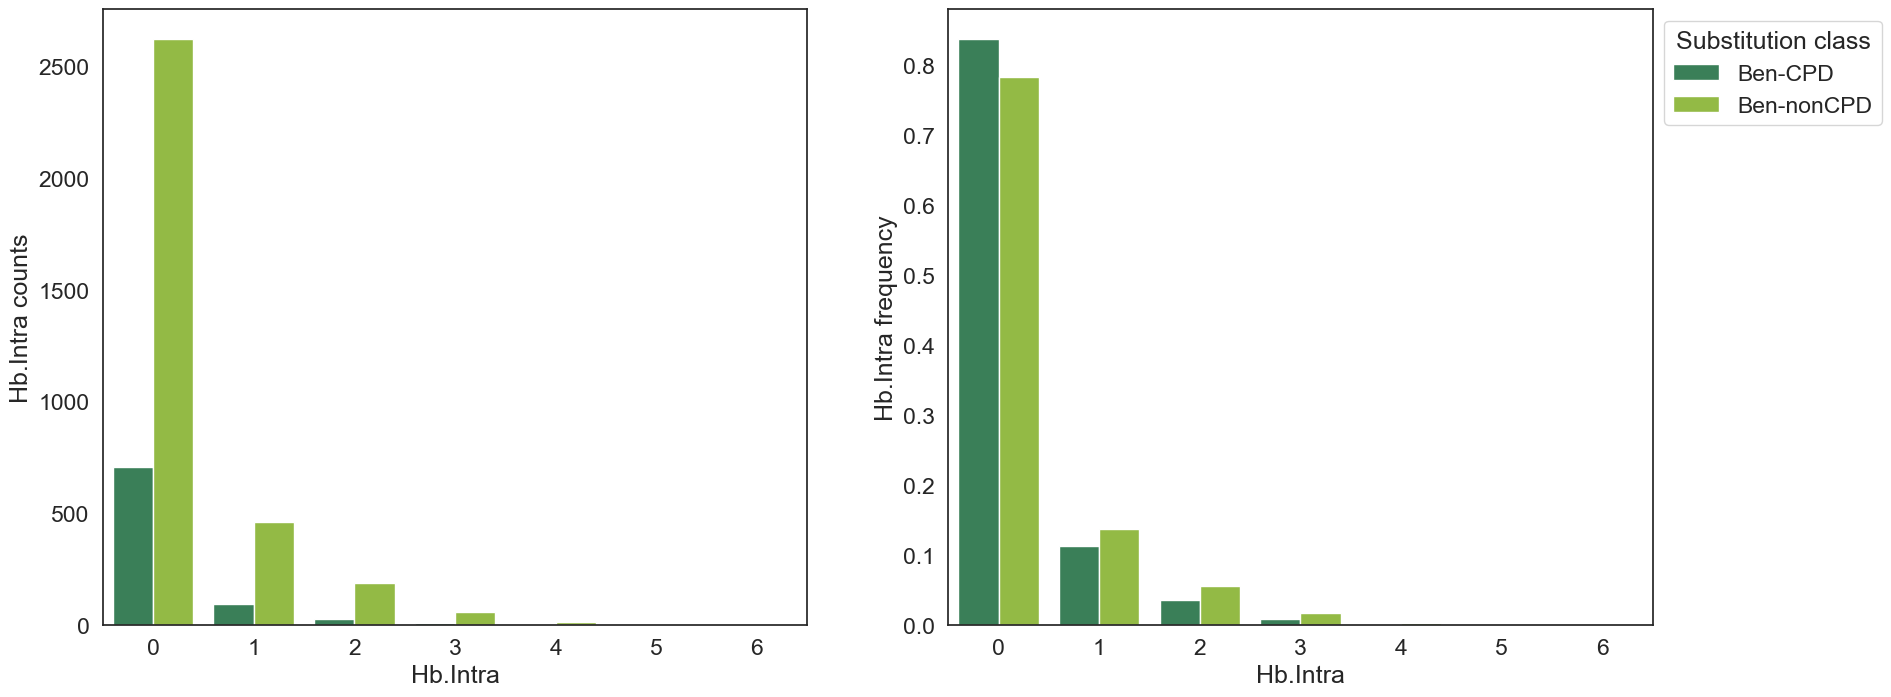 Hb.Intra counts
2500
2000
1500
1000
500
0
0 1 2 3 4 5 6
Hb.Intra
Hb.Intra frequency
0.8
0.7
0.6
0.5
0.4
0.3
0.2
0.1
0.0
0 1 2 3 4 5 6
Hb.Intra
Substitution class
Ben-CPD
Ben-nonCPD